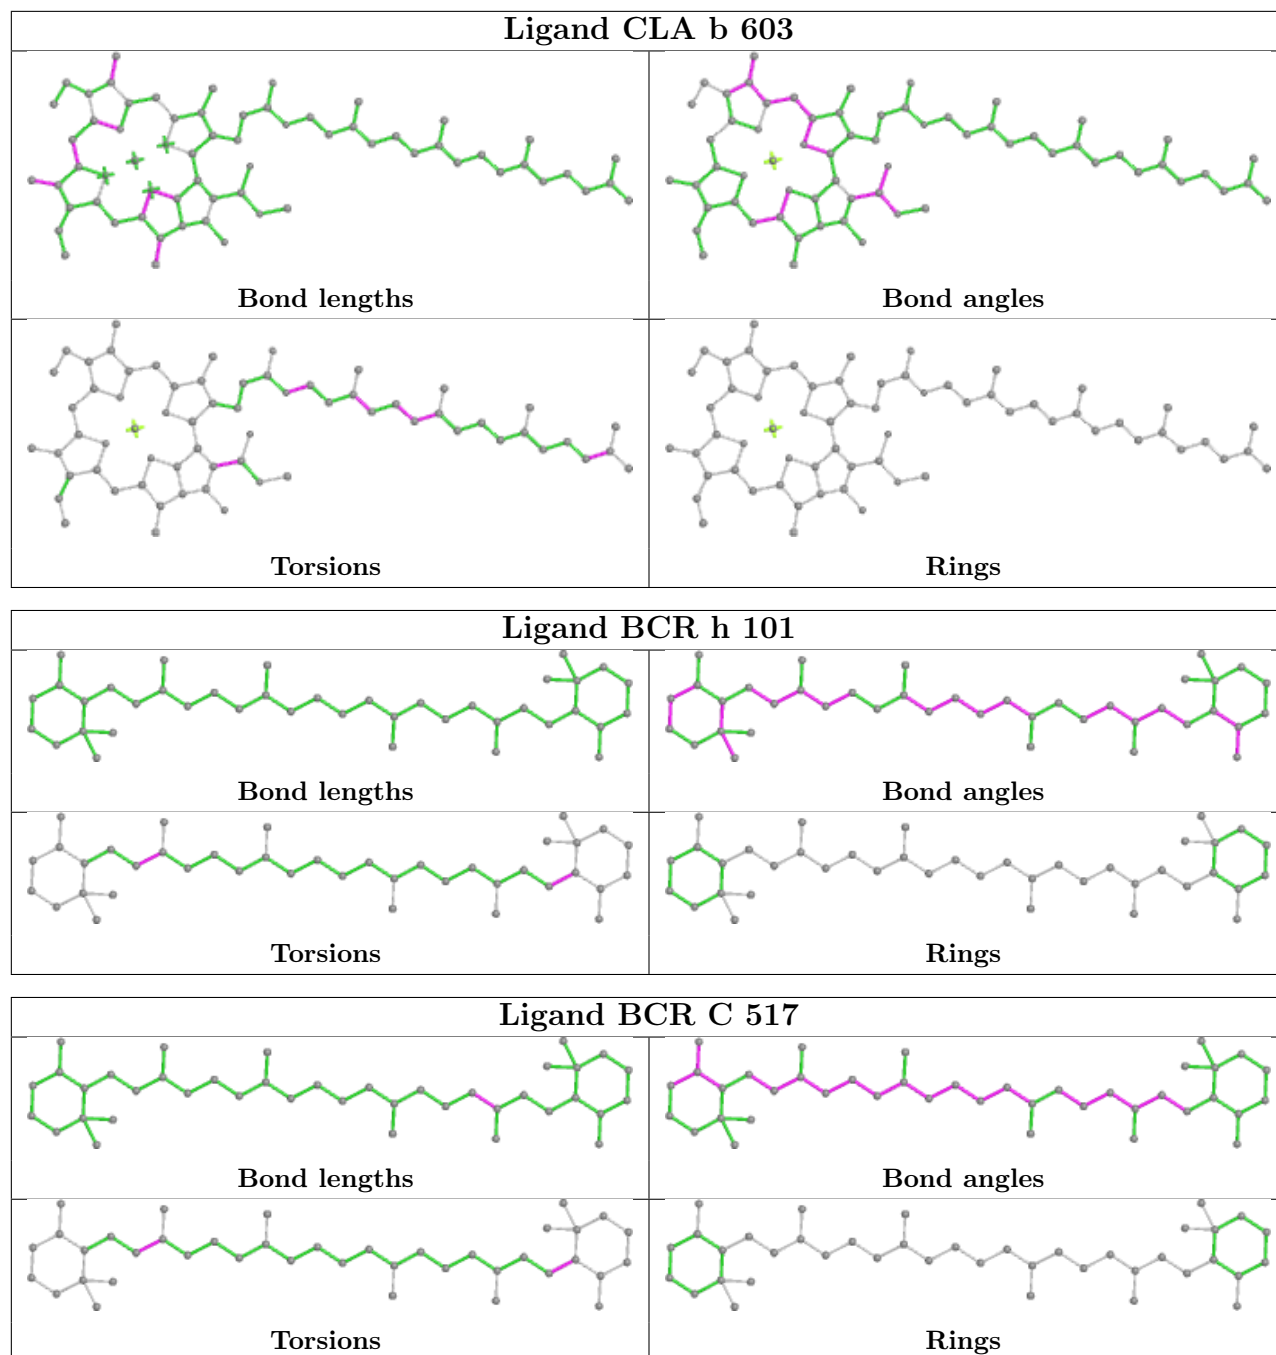 Ligand CLA b 603
Bond lengths
Bond angles
Torsions
Rings
Ligand BCR h 101
Bond lengths
Bond angles
Torsions
Rings
Ligand BCR C 517
Bond lengths
Bond angles
Torsions
Rings